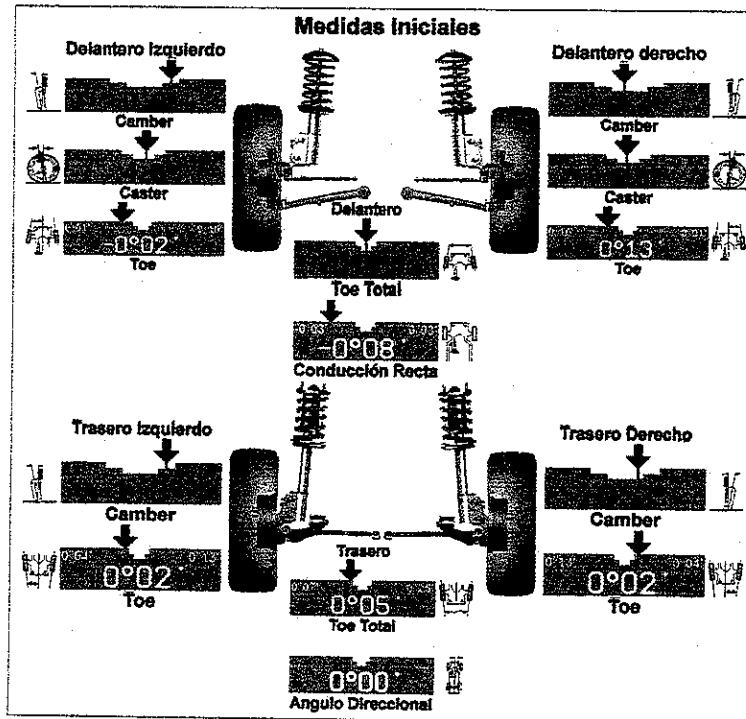 Medidas Iniciales
Delantero Izquierdo
Delantero derecho
Camber
Camber
Caster
Caster
Delantero
-0°02'
0°13'
Toe
Toe
Toe Total
-0°08'
Conducción Recta
Trasero Izquierdo
Trasero Derecho
Camber
Camber
Trasero
0°02'
0°02'
Toe
Toe
0°05
Toe Total
0°00'
Angulo Direccional